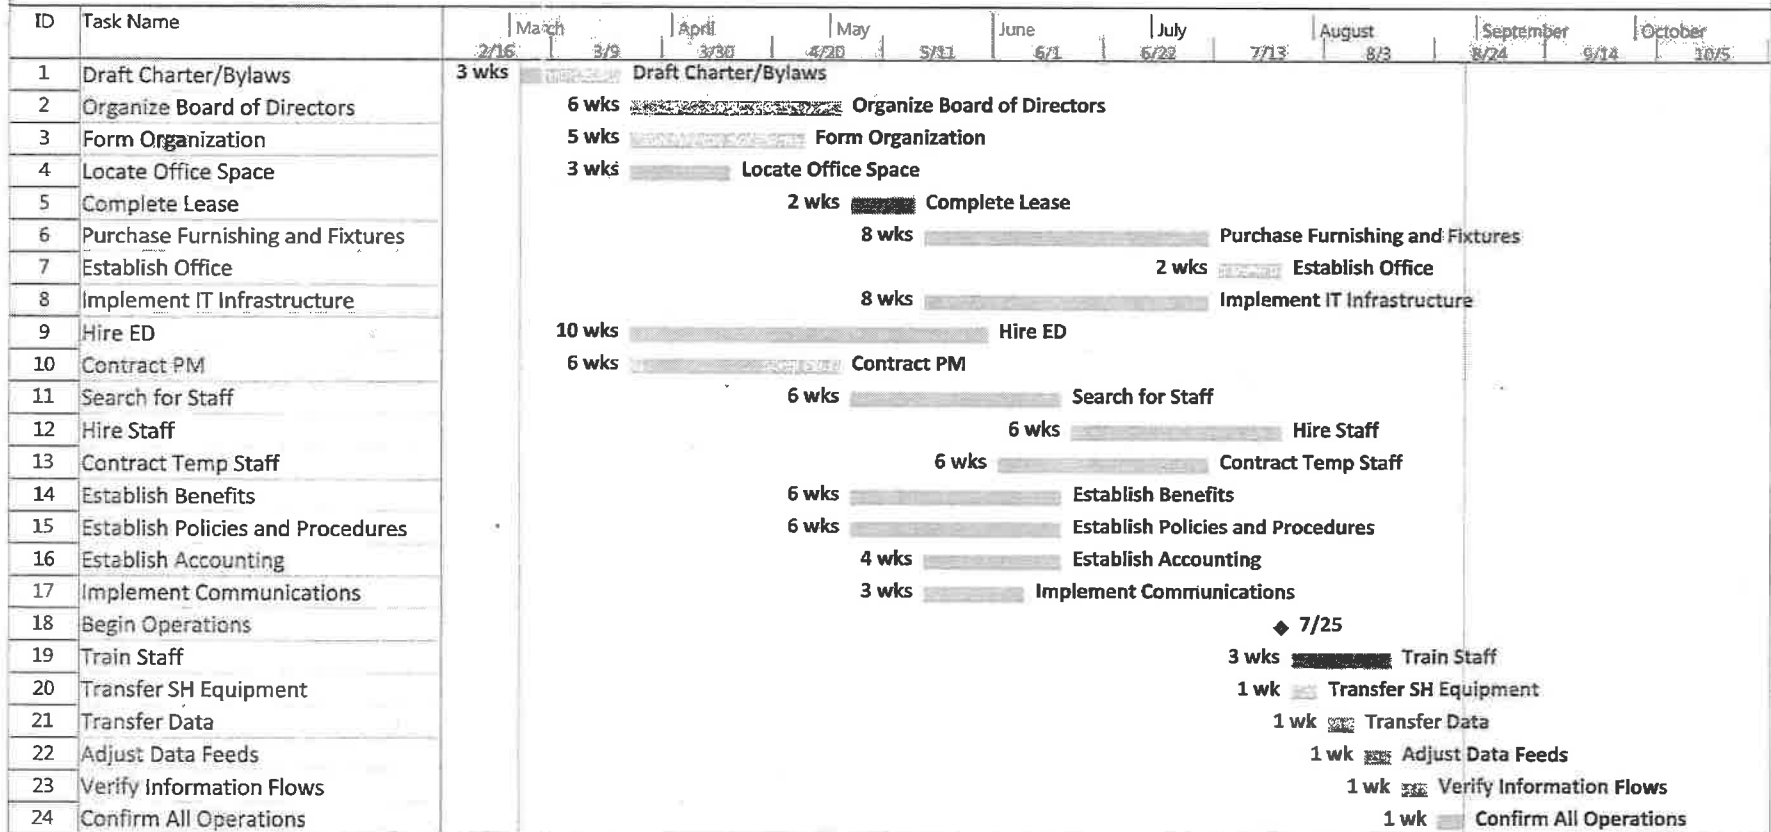 ID Task Name March April May June July August September October
2/16 3/9 3/30 4/20 5/11 6/1 6/22 7/13 8/3 8/24 9/14 10/5
1 Draft Charter/Bylaws 3 wks Draft Charter/Bylaws
2 Organize Board of Directors 6 wks Organize Board of Directors
3 Form Organization 5 wks Form Organization
4 Locate Office Space 3 wks Locate Office Space
5 Complete Lease 2 wks Complete Lease
6 Purchase Furnishing and Fixtures 8 wks Purchase Furnishing and Fixtures
7 Establish Office 2 wks Establish Office
8 Implement IT Infrastructure 8 wks Implement IT Infrastructure
9 Hire ED 10 wks Hire ED
10 Contract PM 6 wks Contract PM
11 Search for Staff 6 wks Search for Staff
12 Hire Staff 6 wks Hire Staff
13 Contract Temp Staff 6 wks Contract Temp Staff
14 Establish Benefits 6 wks Establish Benefits
15 Establish Policies and Procedures 6 wks Establish Policies and Procedures
16 Establish Accounting 4 wks Establish Accounting
17 Implement Communications 3 wks Implement Communications
18 Begin Operations 7/25
19 Train Staff 3 wks Train Staff
20 Transfer SH Equipment 1 wk Transfer SH Equipment
21 Transfer Data 1 wk Transfer Data
22 Adjust Data Feeds 1 wk Adjust Data Feeds
23 Verify Information Flows 1 wk Verify Information Flows
24 Confirm All Operations 1 wk Confirm All Operations